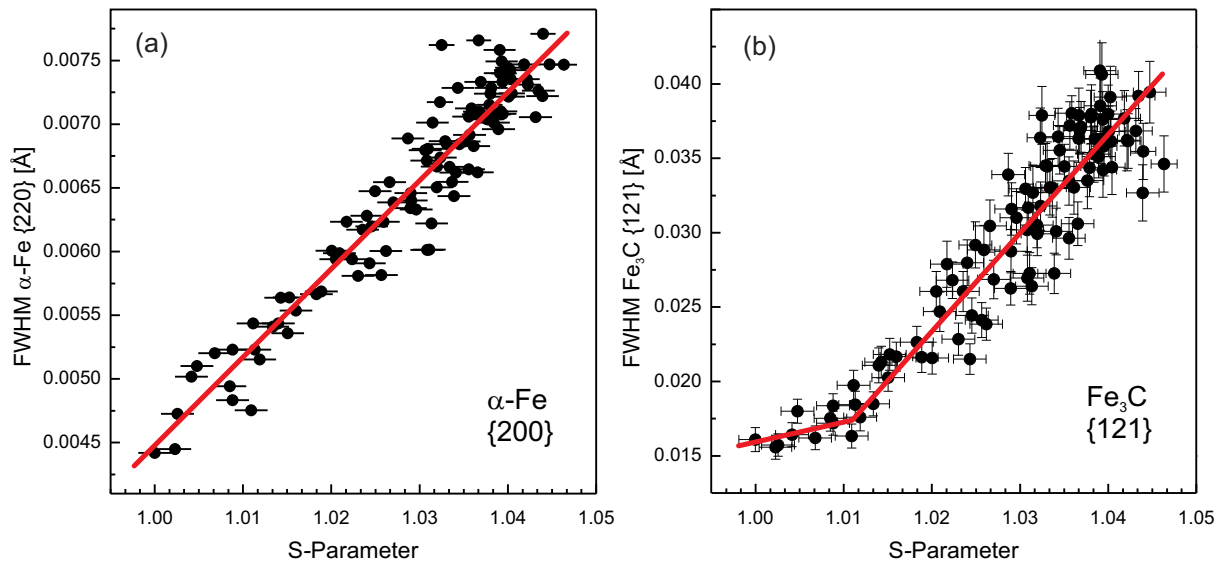 (a)
FWHM α-Fe {220} [Å]
0.0075
0.0070
0.0065
0.0060
0.0055
0.0050
0.0045
α-Fe
{200}
1.00 1.01 1.02 1.03 1.04 1.05
S-Parameter
(b)
FWHM Fe₃C {121} [Å]
0.040
0.035
0.030
0.025
0.020
0.015
Fe₃C
{121}
1.00 1.01 1.02 1.03 1.04 1.05
S-Parameter